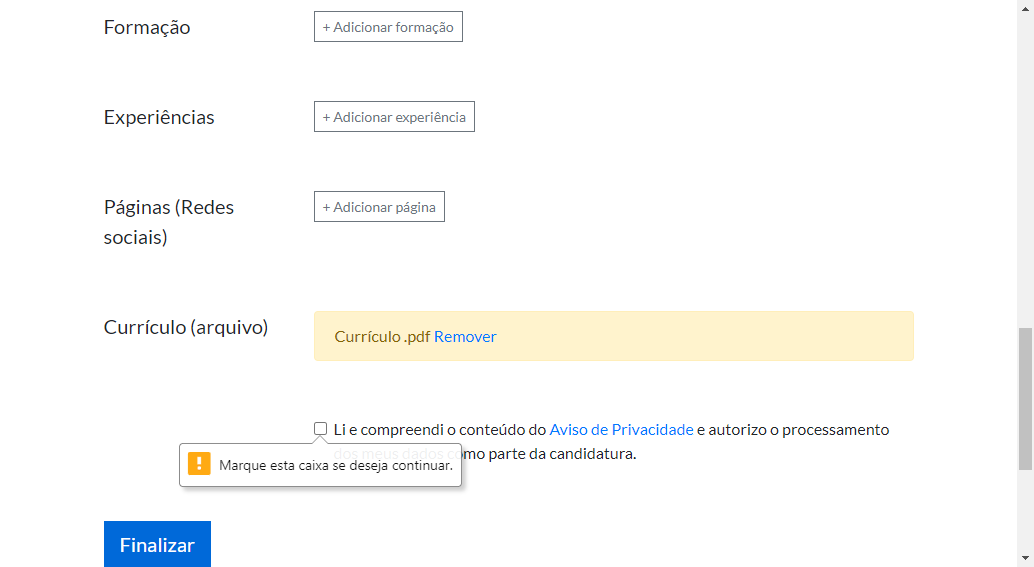 Formação
+ Adicionar formação
Experiências
+ Adicionar experiência
Páginas (Redes
sociais)
+ Adicionar página
Currículo (arquivo)
Currículo .pdf Remover
Li e compreendi o conteúdo do Aviso de Privacidade e autorizo o processamento
dos meus dados como parte da candidatura.
Marque esta caixa se deseja continuar.
Finalizar